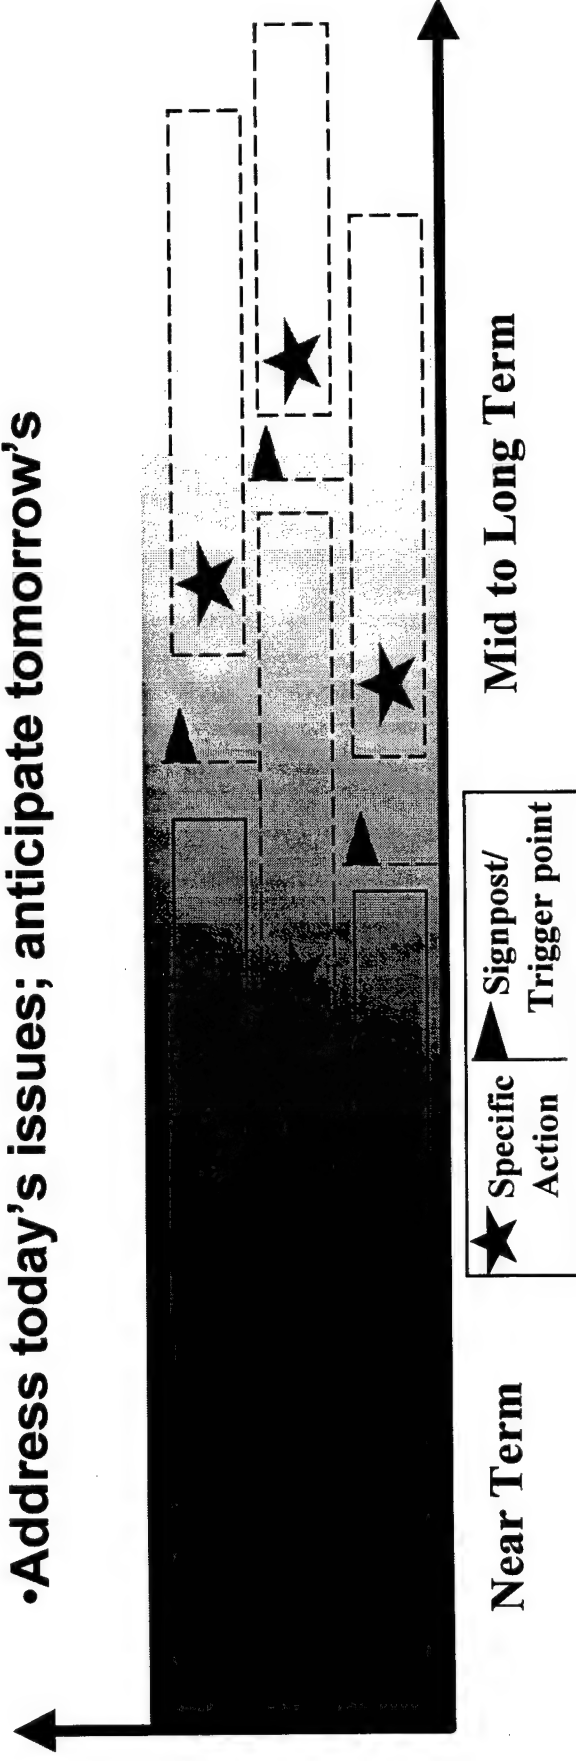 •Address today's issues; anticipate tomorrow's
Near Term
Mid to Long Term
Specific
Action
Signpost/
Trigger point